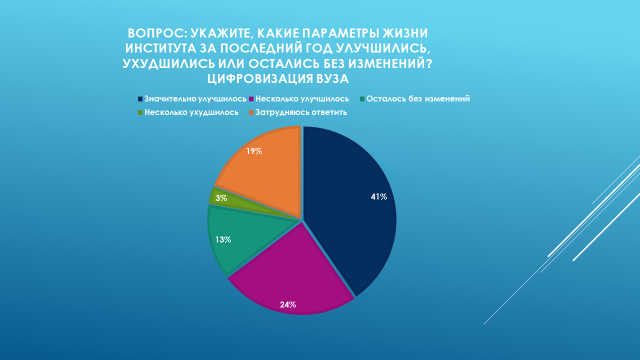 ВОПРОС: УКАЖИТЕ, КАКИЕ ПАРАМЕТРЫ ЖИЗНИ
ИНСТИТУТА ЗА ПОСЛЕДНИЙ ГОД УЛУЧШИЛИСЬ,
УХУДШИЛИСЬ ИЛИ ОСТАЛИСЬ БЕЗ ИЗМЕНЕНИЙ?
ЦИФРОВИЗАЦИЯ ВУЗА
Значительно улучшилось Несколько улучшилось Осталось без изменений
Несколько ухудшилось Затрудняюсь ответить
19%
41%
3%
13%
24%